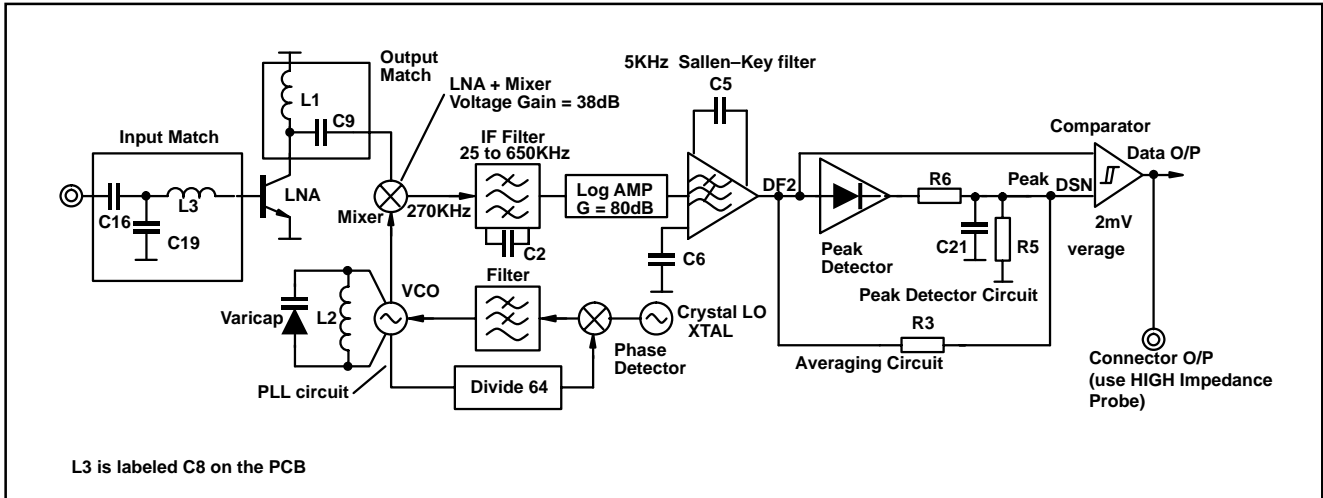 Output
Match
L1
C9
Input Match
C16
C19
L3
LNA
LNA + Mixer
Voltage Gain = 38dB
Mixer
270KHz
IF Filter
25 to 650KHz
C2
Log AMP
G = 80dB
5KHz Sallen–Key filter
C5
C6
DF2
Peak
Detector
R6
C21
R5
Peak
DSN
Peak Detector Circuit
Comparator
Data O/P
2mV
verage
R3
Averaging Circuit
Connector O/P
(use HIGH Impedance
Probe)
Varicap
L2
VCO
PLL circuit
Filter
Divide 64
Phase
Detector
Crystal LO
XTAL
L3 is labeled C8 on the PCB